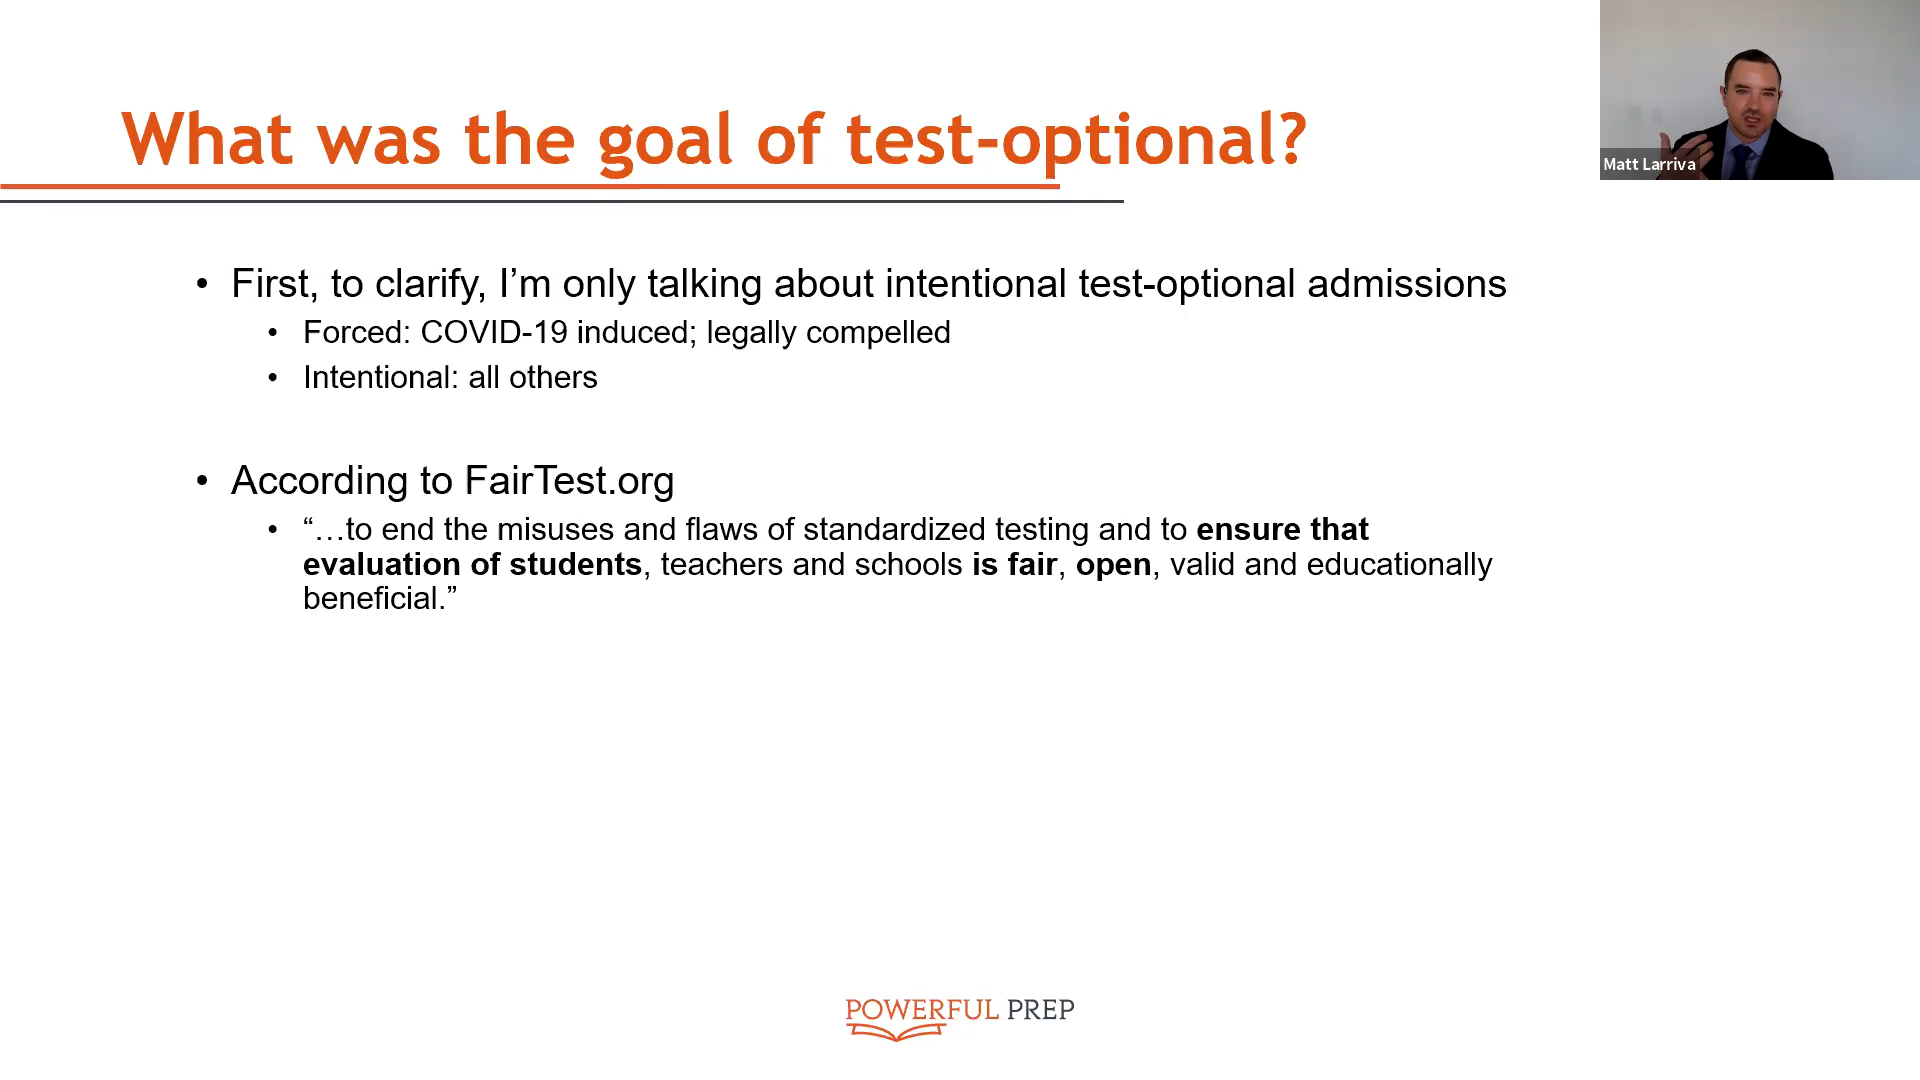 What was the goal of test-optional?
Matt Larriva
• First, to clarify, I’m only talking about intentional test-optional admissions
• Forced: COVID-19 induced; legally compelled
• Intentional: all others
• According to FairTest.org
• “…to end the misuses and flaws of standardized testing and to ensure that
evaluation of students, teachers and schools is fair, open, valid and educationally
beneficial.”
POWERFUL PREP